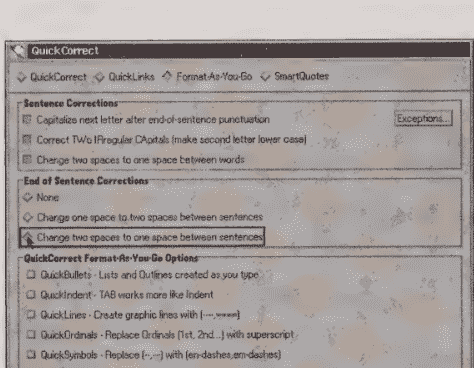 QuickCorrect
QuickCorrect QuickLinks Format-As-You-Go SmartQuotes
Sentence Corrections
Capitalize next letter after end-of-sentence punctuation
Exceptions...
Correct TWo IRregular CApitals (make second letter lower case)
Change two spaces to one space between words
End of Sentence Corrections
None
Change one space to two spaces between sentences
Change two spaces to one space between sentences
QuickCorrect Format-As-You-Go Options
QuickBullets - Lists and Outlines created as you type
QuickIndent - TAB works more like Indent
QuickLines - Create graphic lines with (---, ===)
QuickOrdinals - Replace Ordinals (1st, 2nd...) with superscript
QuickSymbols - Replace (--,---) with (en-dashes,em-dashes)